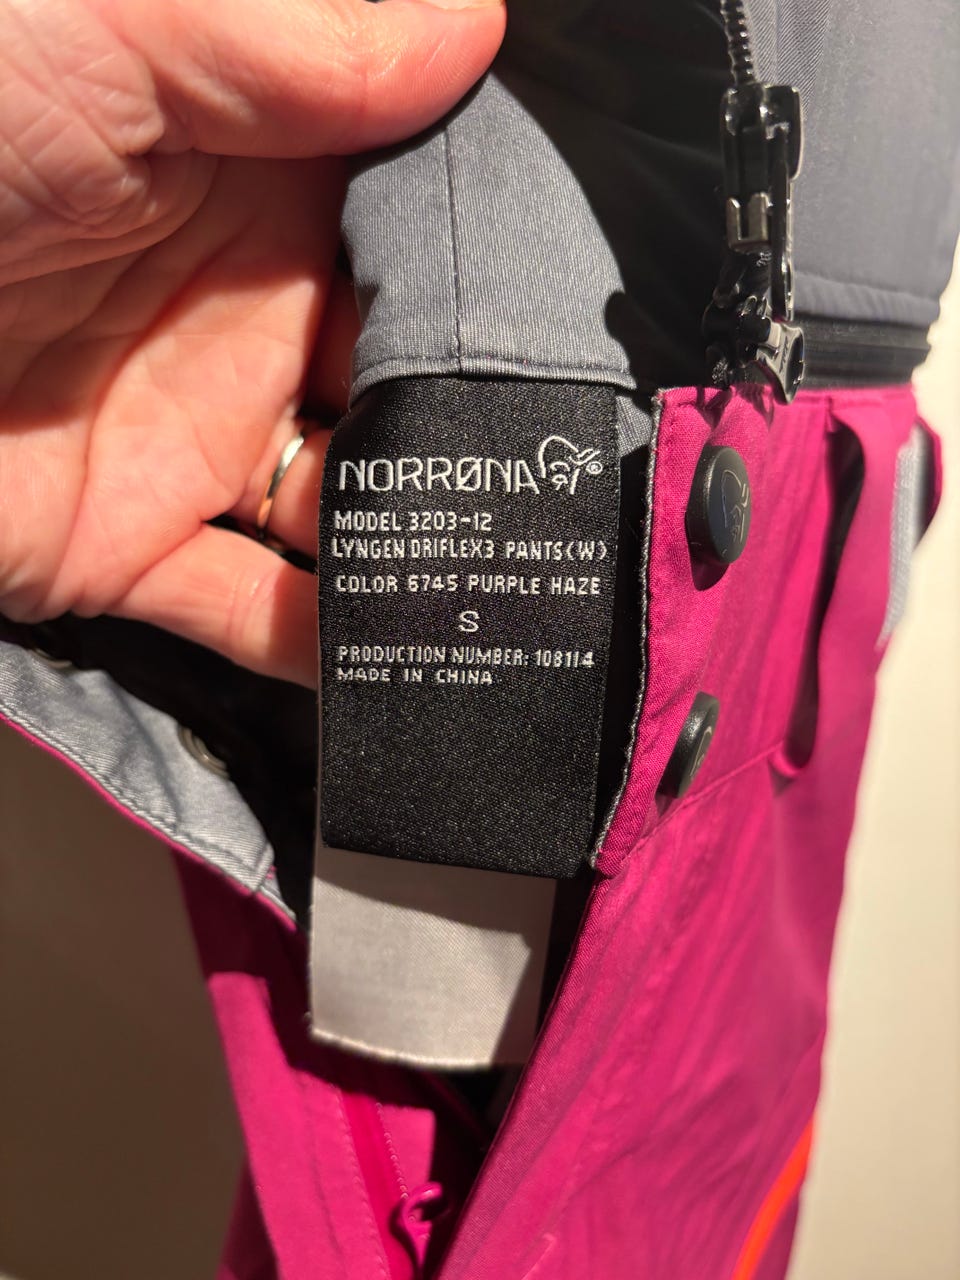 NORRØNA®
MODEL 3203-12
LYNGEN DRIFLEX3 PANTS(W)
COLOR 6745 PURPLE HAZE
S
PRODUCTION NUMBER: 108114
MADE IN CHINA